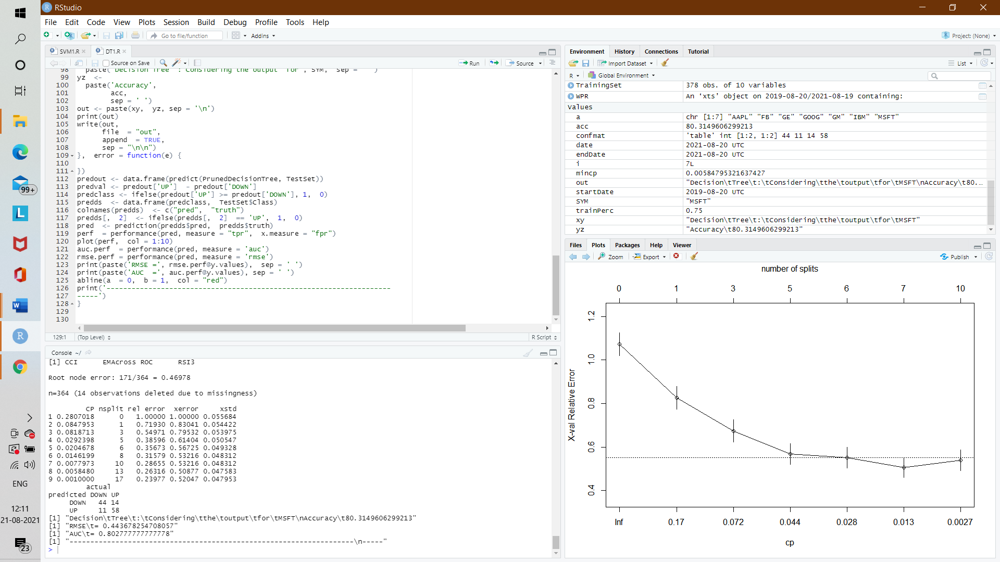 RStudio
File Edit Code View Plots Session Build Debug Profile Tools Help
Go to file/function Addins Project: (None)
SVM1.R DT1.R
Source on Save Run Source
98 paste('Decision Tree : Considering the output for', SYM, sep = ' ')
99 yz <-
100 paste('Accuracy',
101 acc,
102 sep = ' ')
103 out <- paste(xy, yz, sep = '\n')
104 print(out)
105 write(out,
106 file = "out",
107 append = TRUE,
108 sep = "\n\n")
109 }, error = function(e) {
110
111 })
112 predout <- data.frame(predict(PrunedDecisionTree, TestSet))
113 predval <- predout['UP'] - predout['DOWN']
114 predclass <- ifelse(predout['UP'] >= predout['DOWN'], 1, 0)
115 predds <- data.frame(predclass, TestSet$Class)
116 colnames(predds) <- c("pred", "truth")
117 predds[, 2] <- ifelse(predds[, 2] == 'UP', 1, 0)
118 pred <- prediction(predds$pred, predds$truth)
119 perf = performance(pred, measure = "tpr", x.measure = "fpr")
120 plot(perf, col = 1:10)
121 auc.perf = performance(pred, measure = 'auc')
122 rmse.perf = performance(pred, measure = 'rmse')
123 print(paste('RMSE =', rmse.perf@y.values), sep = ' ')
124 print(paste('AUC =', auc.perf@y.values), sep = ' ')
125 abline(a = 0, b = 1, col = "red")
126 print('--------------------------------------------------------------------
127 -----')
128 }
129
130
129:1 (Top Level) R Script
Console ~/
[1] CCI EMAcross ROC RSI3
Root node error: 171/364 = 0.46978
n=364 (14 observations deleted due to missingness)
CP nsplit rel error xerror xstd
1 0.2807018 0 1.00000 1.00000 0.055684
2 0.0847953 1 0.71930 0.83041 0.054422
3 0.0818713 3 0.54971 0.79532 0.053975
4 0.0292398 5 0.38596 0.61404 0.050547
5 0.0204678 6 0.35673 0.56725 0.049328
6 0.0146199 8 0.31579 0.53216 0.048312
7 0.0077973 10 0.28655 0.53216 0.048312
8 0.0058480 13 0.26316 0.50877 0.047583
9 0.0010000 17 0.23977 0.52047 0.047953
actual
predicted DOWN UP
DOWN 44 14
UP 11 58
[1] "Decision\tTree\t:\tConsidering\tthe\toutput\tfor\tMSFT\nAccuracy\t80.3149606299213"
[1] "RMSE\t= 0.443678254708057"
[1] "AUC\t= 0.802777777777778"
[1] "--------------------------------------------------------------------\n-----"
>
Environment History Connections Tutorial
Import Dataset List
R Global Environment
TrainingSet 378 obs. of 10 variables
WPR An ‘xts’ object on 2019-08-20/2021-08-19 containing:
Values
a chr [1:7] "AAPL" "FB" "GE" "GOOG" "GM" "IBM" "MSFT"
acc 80.3149606299213
confmat 'table' int [1:2, 1:2] 44 11 14 58
date 2021-08-20 UTC
endDate 2021-08-20 UTC
i 7L
mincp 0.00584795321637427
out "Decision\tTree\t:\tConsidering\tthe\toutput\tfor\tMSFT\nAccuracy\t80.…
startDate 2019-08-20 UTC
SYM "MSFT"
trainPerc 0.75
xy "Decision\tTree\t:\tConsidering\tthe\toutput\tfor\tMSFT"
yz "Accuracy\t80.3149606299213"
Files Plots Packages Help Viewer
Zoom Export Publish
number of splits
0 1 3 5 6 7 10
1.2
1.0
0.8
0.6
0.4
X-val Relative Error
Inf 0.17 0.072 0.044 0.028 0.013 0.0027
cp
99+
L
W
R
ENG
12:11
21-08-2021
23